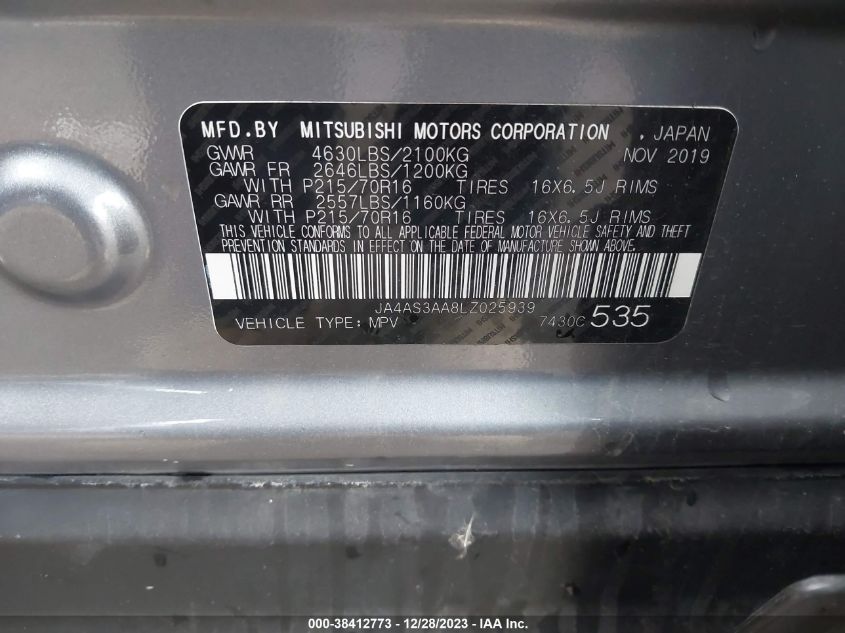 MFD.BY MITSUBISHI MOTORS CORPORATION , JAPAN
GVWR 4630LBS/2100KG NOV 2019
GAWR FR 2646LBS/1200KG
WITH P215/70R16 TIRES 16X6.5J RIMS
GAWR RR 2557LBS/1160KG
WITH P215/70R16 TIRES 16X6.5J RIMS
THIS VEHICLE CONFORMS TO ALL APPLICABLE FEDERAL MOTOR VEHICLE SAFETY AND THEFT
PREVENTION STANDARDS IN EFFECT ON THE DATE OF MANUFACTURE SHOWN ABOVE.
JA4AS3AA8LZ025939
VEHICLE TYPE: MPV 7430C 535
000-38412773 - 12/28/2023 - IAA Inc.